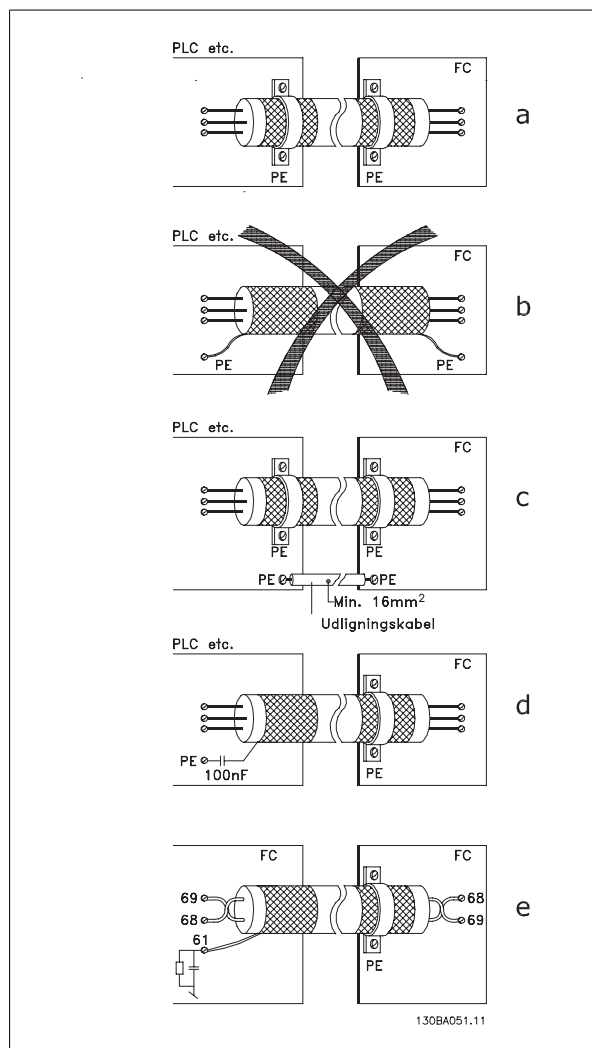 PLC etc.
FC
PE
PE
a
PLC etc.
FC
PE
PE
b
PLC etc.
FC
PE
PE
PE
PE
Min. 16mm²
Udligningskabel
c
PLC etc.
FC
PE
100nF
PE
d
FC
FC
69
68
61
PE
68
69
e
130BA051.11